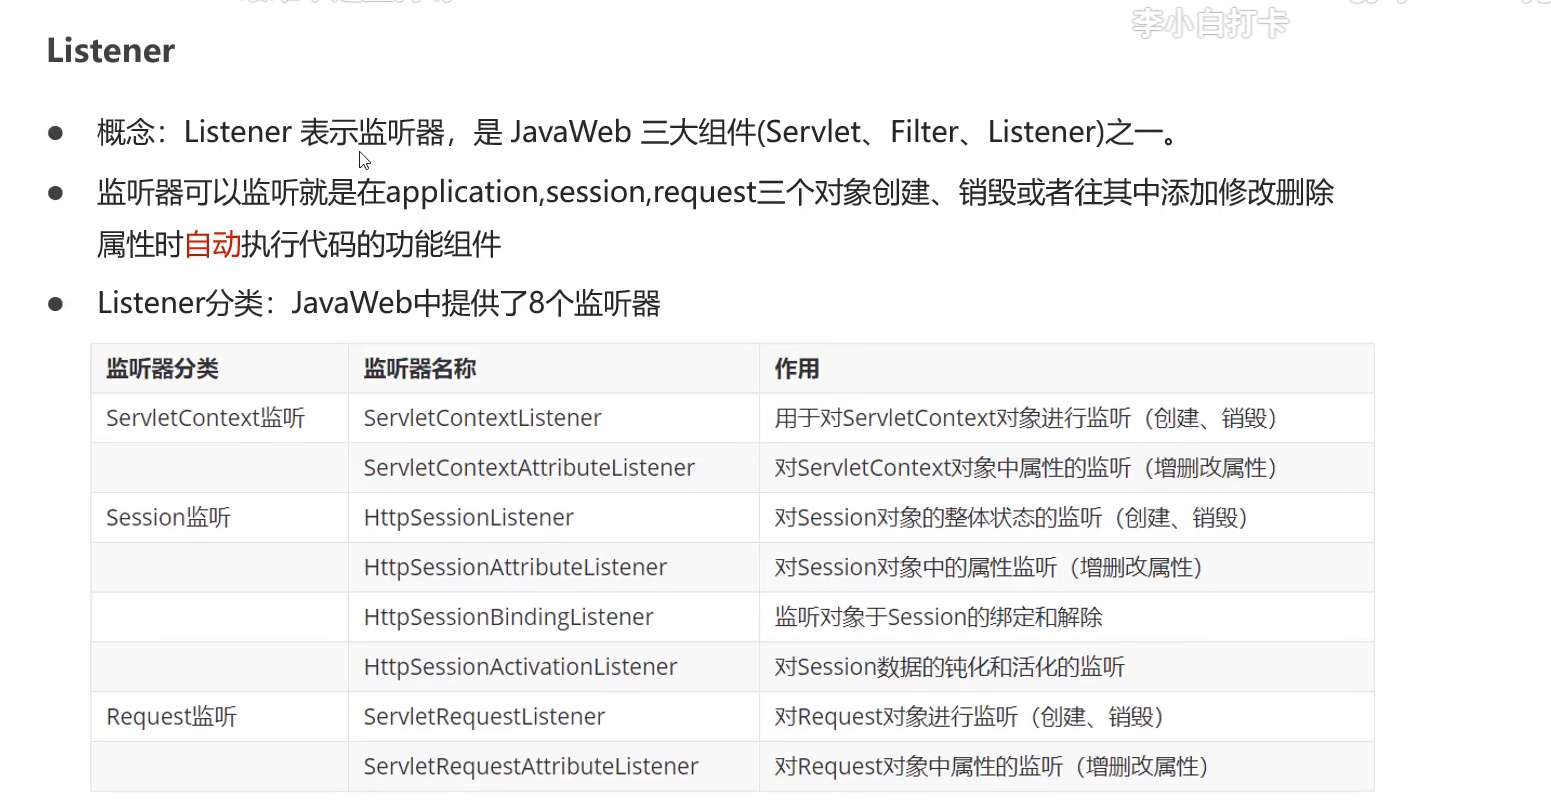 李小白打卡
Listener
● 概念：Listener 表示监听器，是 JavaWeb 三大组件(Servlet、Filter、Listener)之一。
● 监听器可以监听就是在application,session,request三个对象创建、销毁或者往其中添加修改删除
属性时自动执行代码的功能组件
● Listener分类：JavaWeb中提供了8个监听器
监听器分类 监听器名称 作用
ServletContext监听 ServletContextListener 用于对ServletContext对象进行监听（创建、销毁）
ServletContextAttributeListener 对ServletContext对象中属性的监听（增删改属性）
Session监听 HttpSessionListener 对Session对象的整体状态的监听（创建、销毁）
HttpSessionAttributeListener 对Session对象中的属性监听（增删改属性）
HttpSessionBindingListener 监听对象于Session的绑定和解除
HttpSessionActivationListener 对Session数据的钝化和活化的监听
Request监听 ServletRequestListener 对Request对象进行监听（创建、销毁）
ServletRequestAttributeListener 对Request对象中属性的监听（增删改属性）